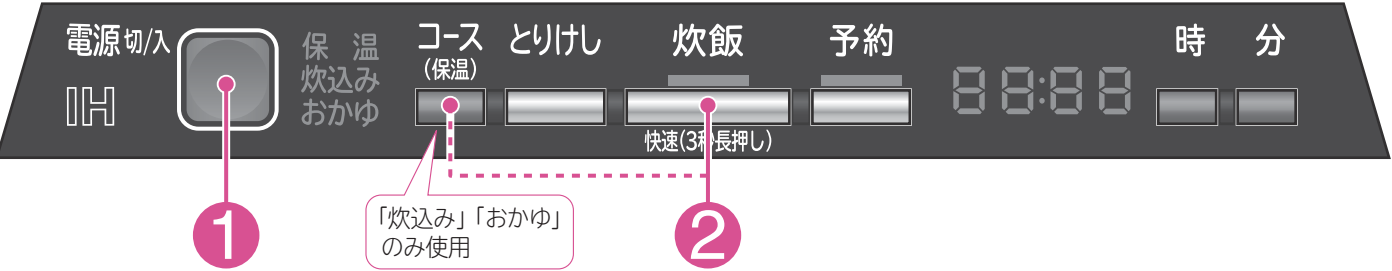 電源 切/入
IH
保 温
炊込み
おかゆ
コース
(保温)
とりけし
炊飯
快速(3秒長押し)
予約
88:88
時
分
1
「炊込み」「おかゆ」
のみ使用
2